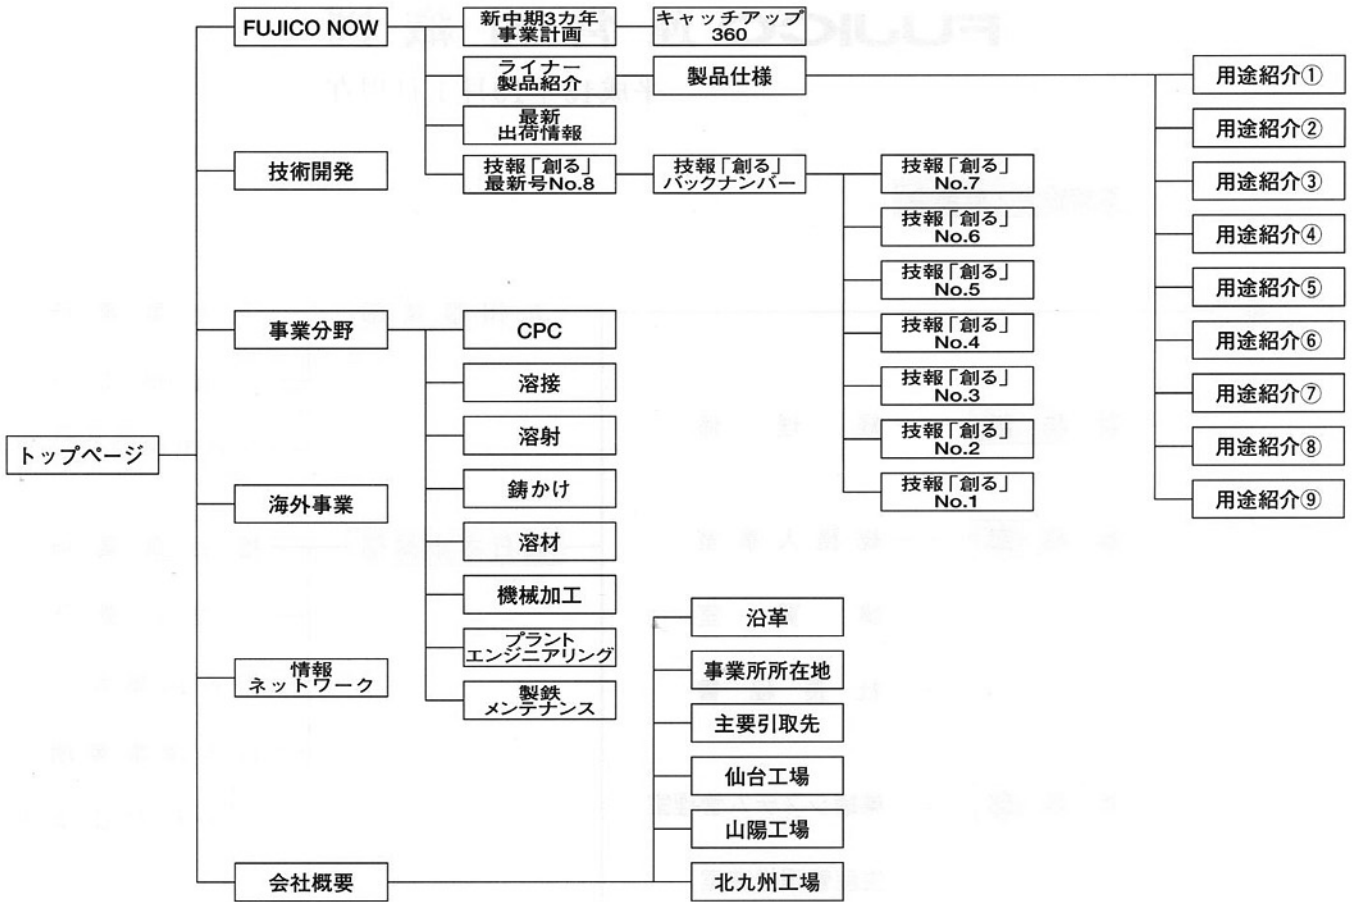 FUJICO NOW
新中期3カ年
事業計画
キャッチアップ
360
ライナー
製品紹介
製品仕様
最新
出荷情報
技報「創る」
最新号No.8
技報「創る」
バックナンバー
技報「創る」
No.7
技報「創る」
No.6
技報「創る」
No.5
技報「創る」
No.4
技報「創る」
No.3
技報「創る」
No.2
技報「創る」
No.1
用途紹介①
用途紹介②
用途紹介③
用途紹介④
用途紹介⑤
用途紹介⑥
用途紹介⑦
用途紹介⑧
用途紹介⑨
技術開発
事業分野
CPC
溶接
溶射
鋳かけ
溶材
機械加工
プラント
エンジニアリング
製鉄
メンテナンス
トップページ
海外事業
情報
ネットワーク
会社概要
沿革
事業所所在地
主要引取先
仙台工場
山陽工場
北九州工場